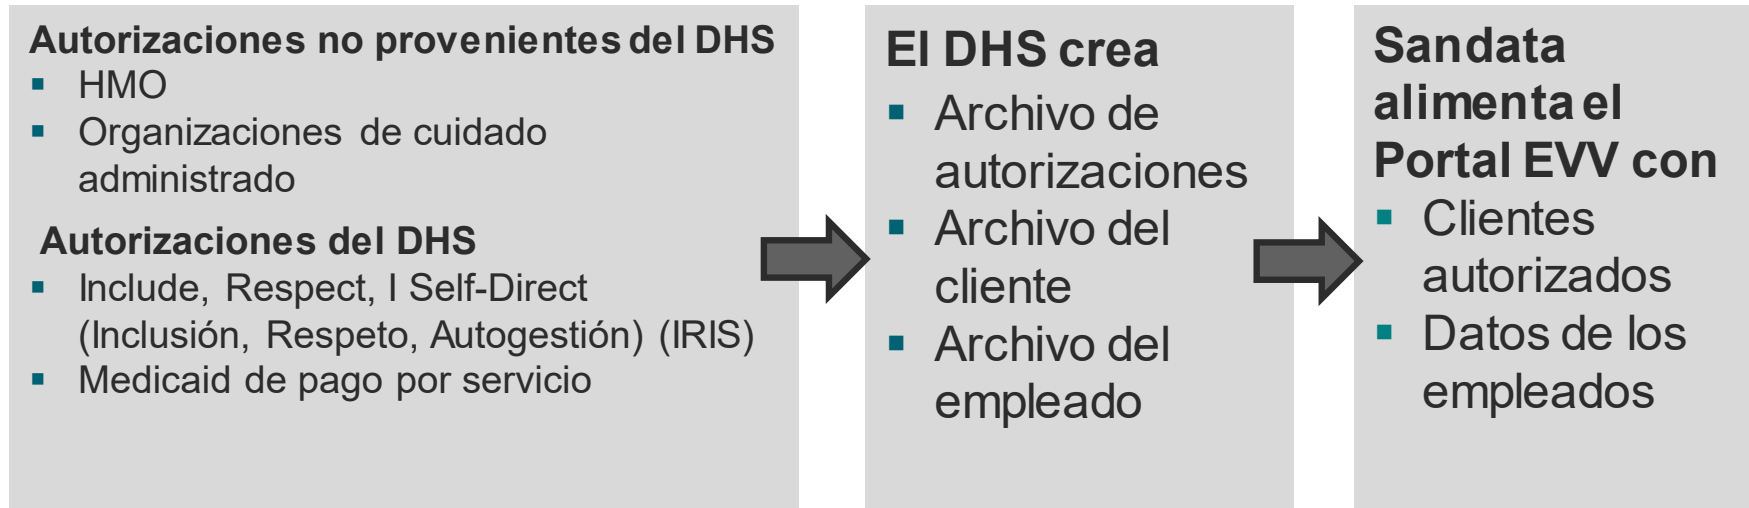 Autorizaciones no provenientes del DHS
HMO
Organizaciones de cuidado
administrado
Autorizaciones del DHS
Include, Respect, I Self-Direct
(Inclusión, Respeto, Autogestión) (IRIS)
Medicaid de pago por servicio
El DHS crea
Archivo de
autorizaciones
Archivo del
cliente
Archivo del
empleado
Sandata
alimenta el
Portal EVV con
Clientes
autorizados
Datos de los
empleados